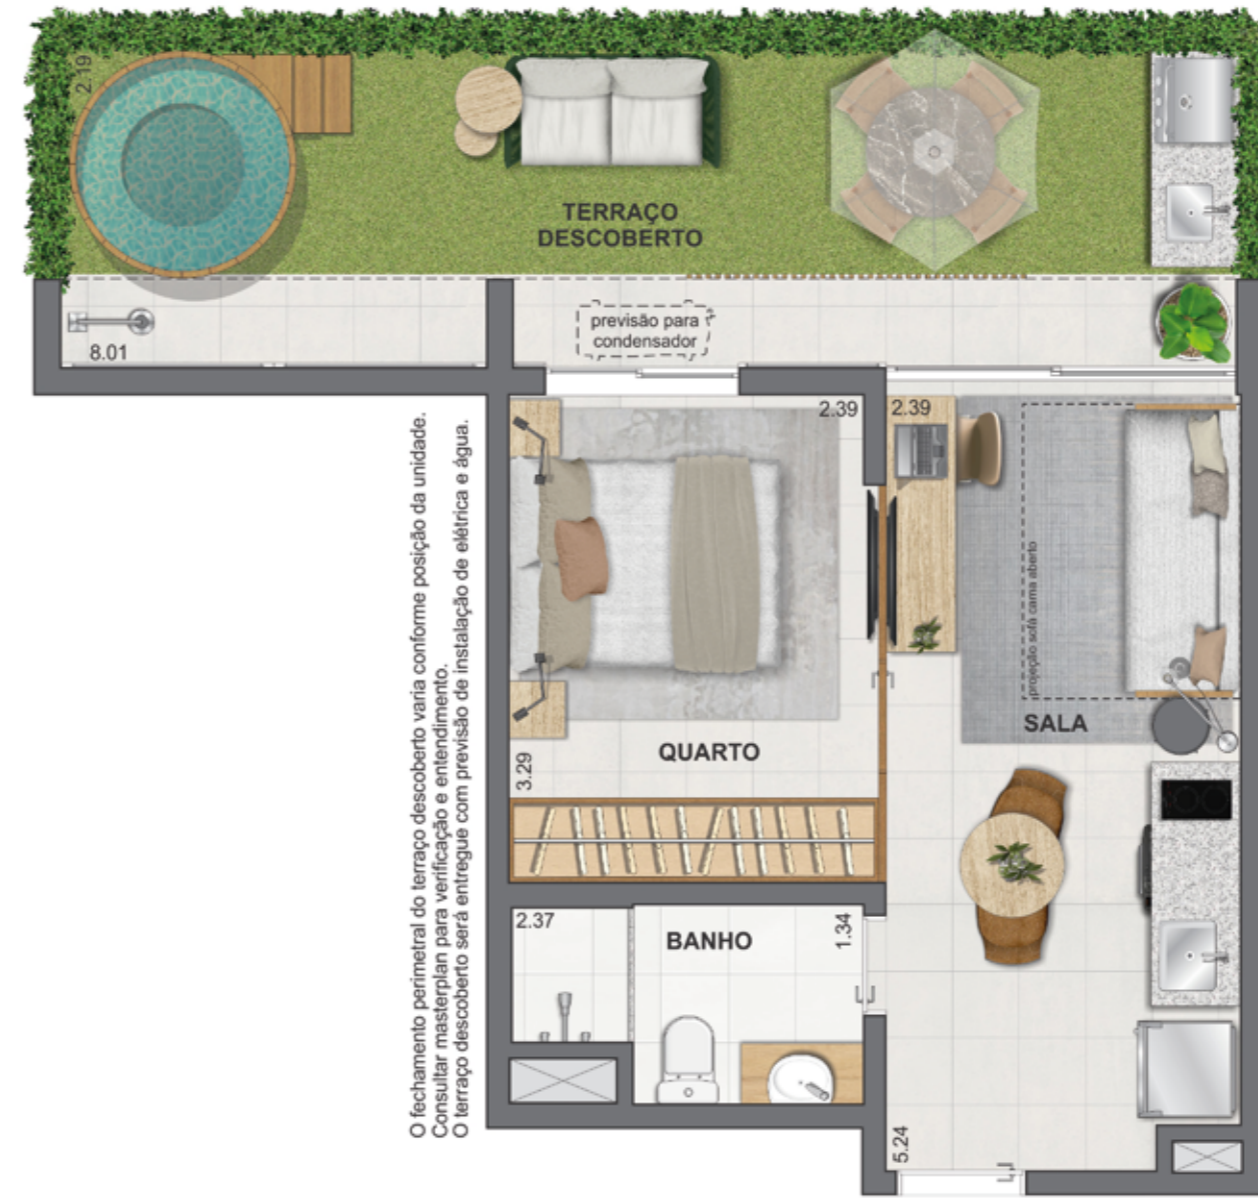 2.19
TERRAÇO
DESCOBERTO
previsão para
condensador
8.01
2.39
2.39
projeção sofá cama aberto
SALA
QUARTO
3.29
2.37
BANHO
1.34
5.24
O fechamento perimetral do terraço descoberto varia conforme posição da unidade.
Consultar masterplan para verificação e entendimento.
O terraço descoberto será entregue com previsão de instalação de elétrica e água.